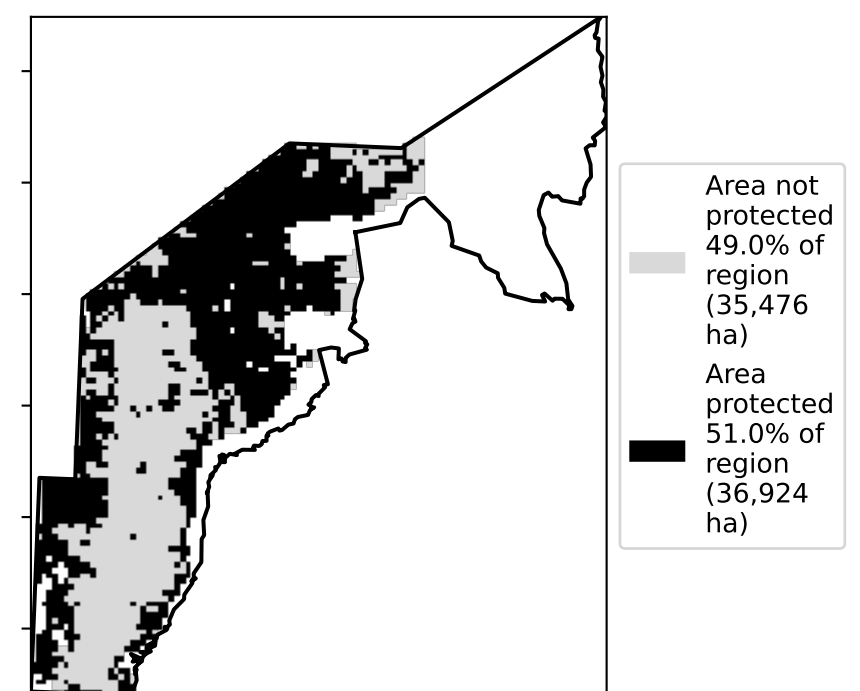 Area not
protected
49.0% of
region
(35,476
ha)
Area
protected
51.0% of
region
(36,924
ha)